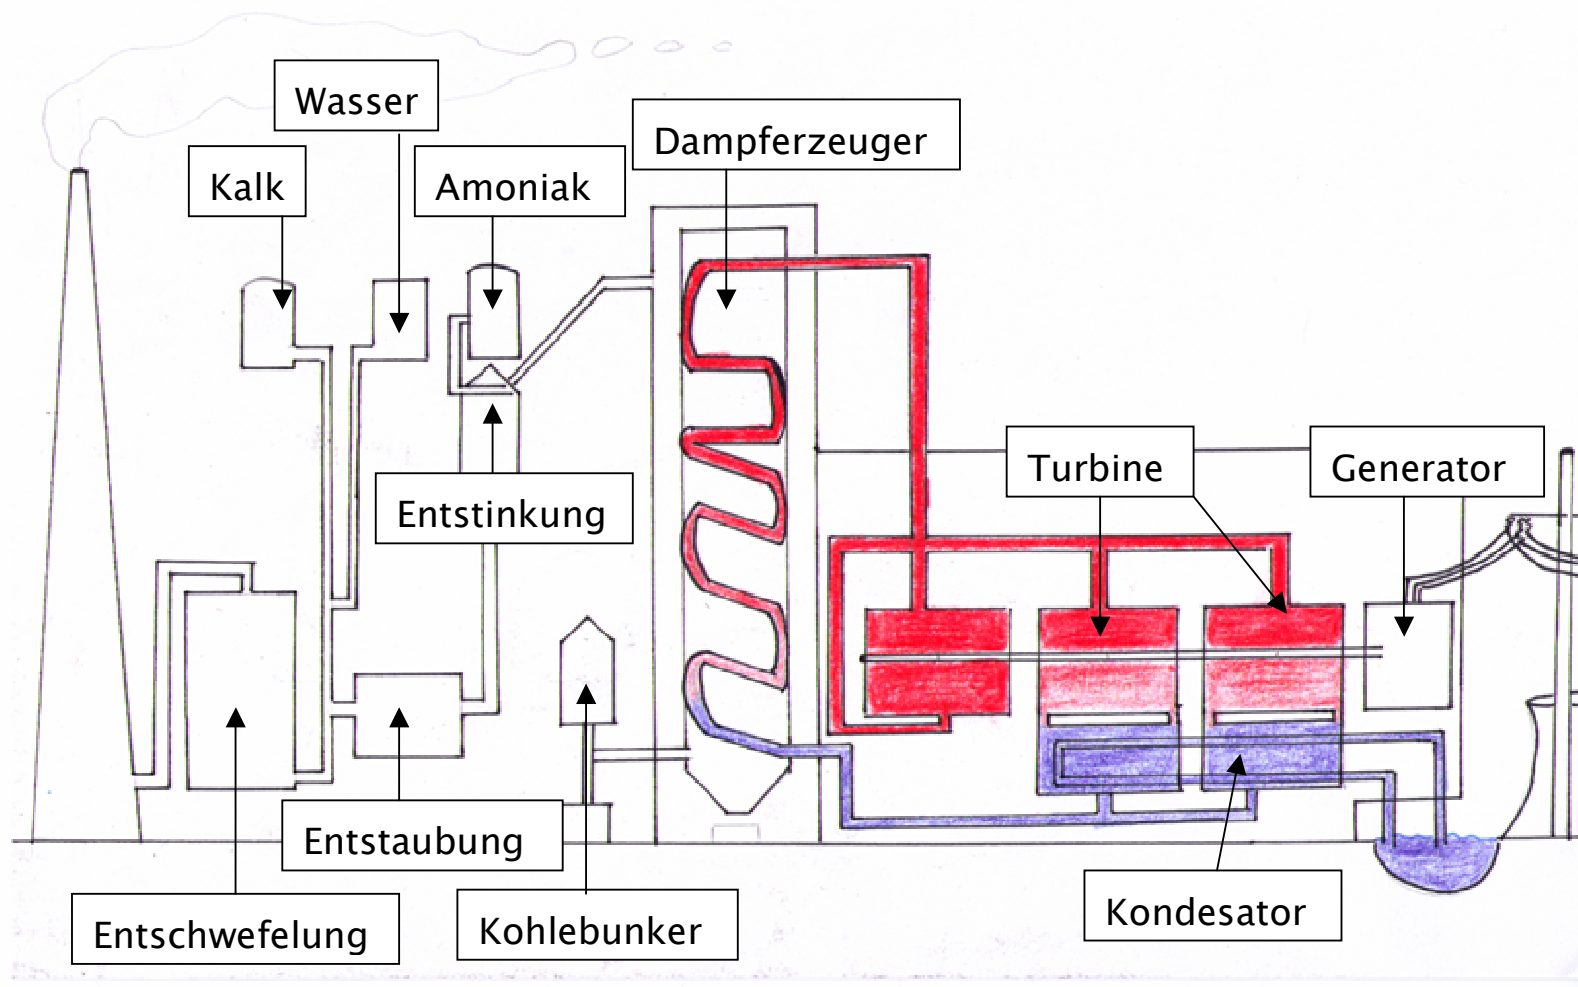 Wasser
Dampferzeuger
Kalk
Amoniak
Turbine
Generator
Entstinkung
Entstaubung
Kondesator
Kohlebunker
Entschwefelung